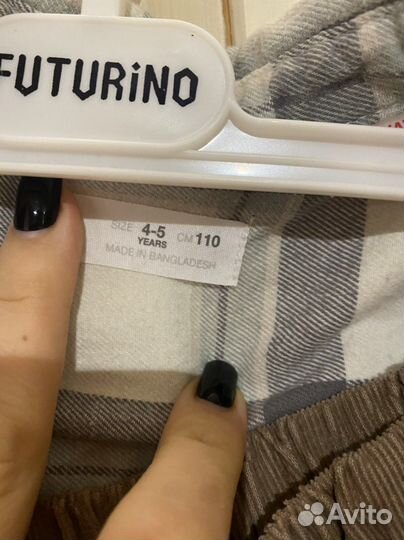 FUTURiNO
SIZE 4-5 YEARS CM 110
MADE IN BANGLADESH
Avito